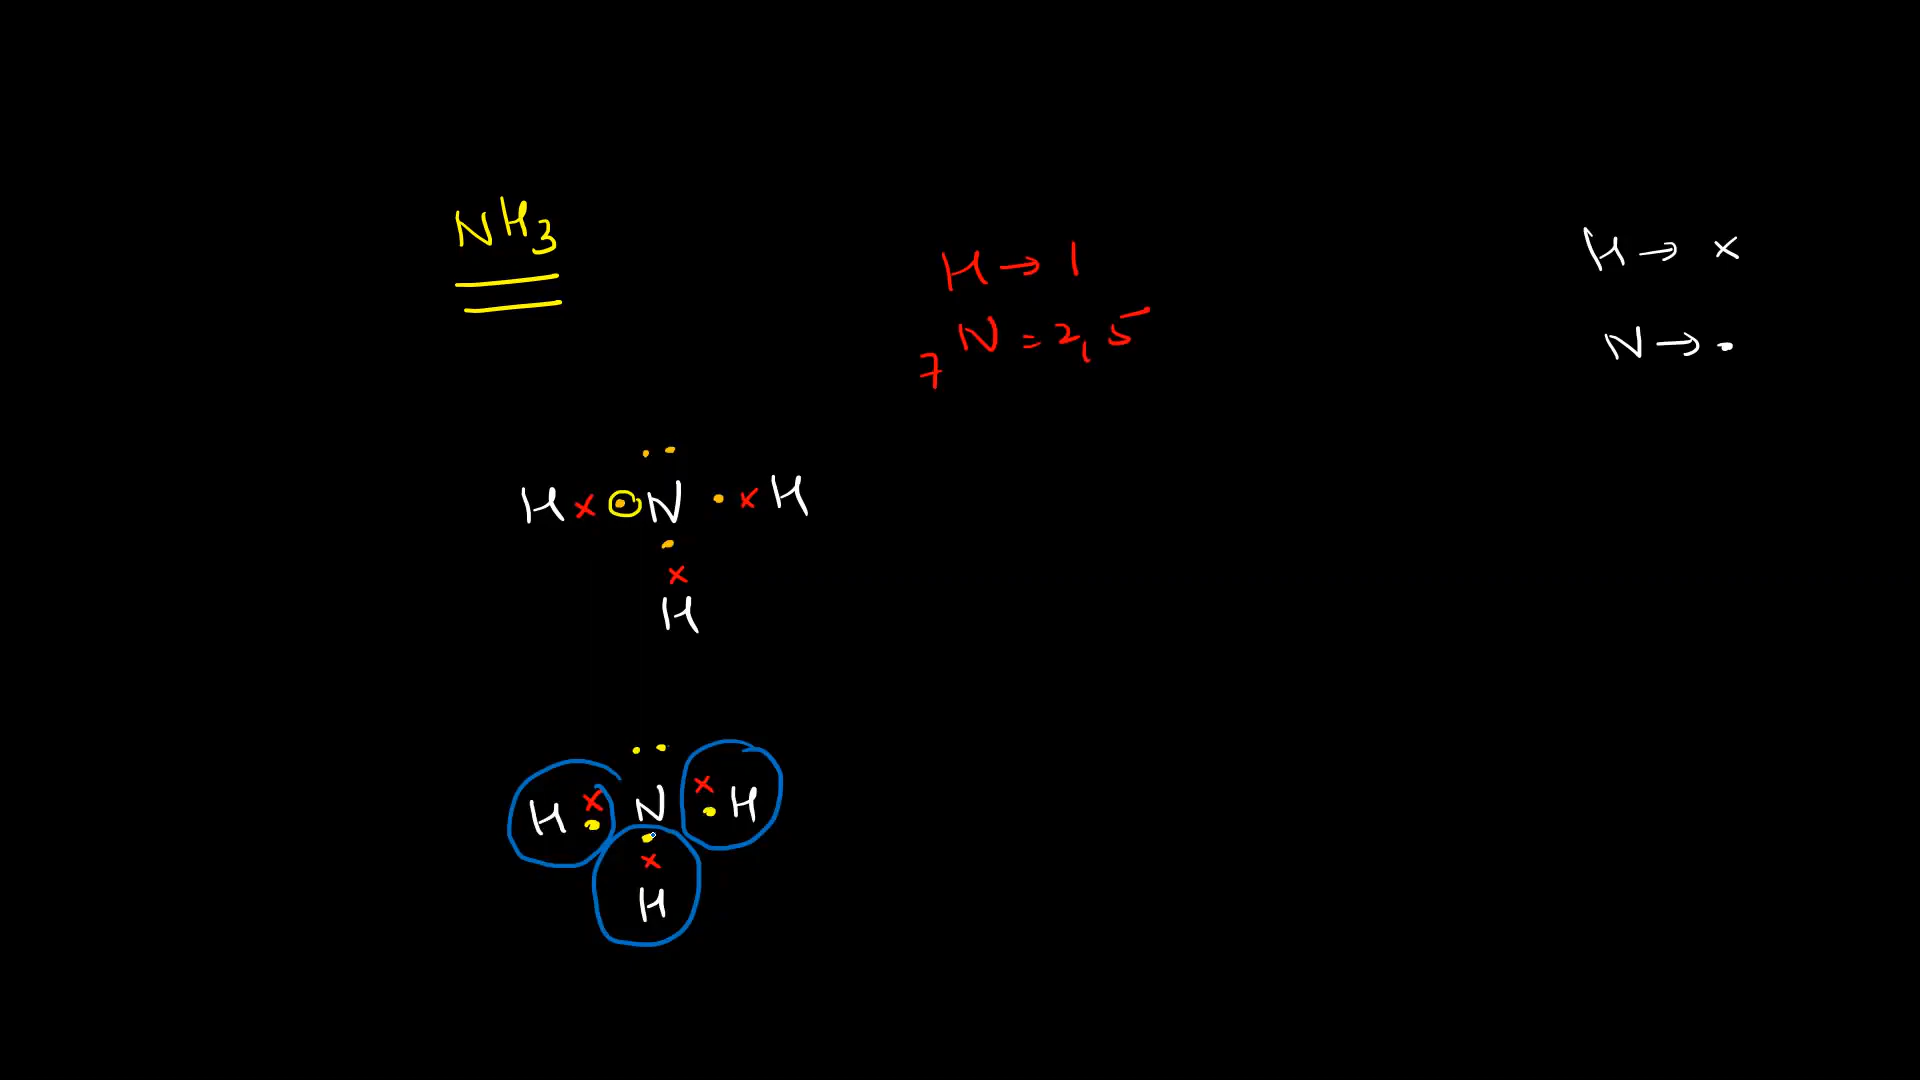 NH3
H → 1
7N = 2,5
H → ×
N → •
••
H × • N • × H
•
×
H
••
H × • N × • H
•
×
H